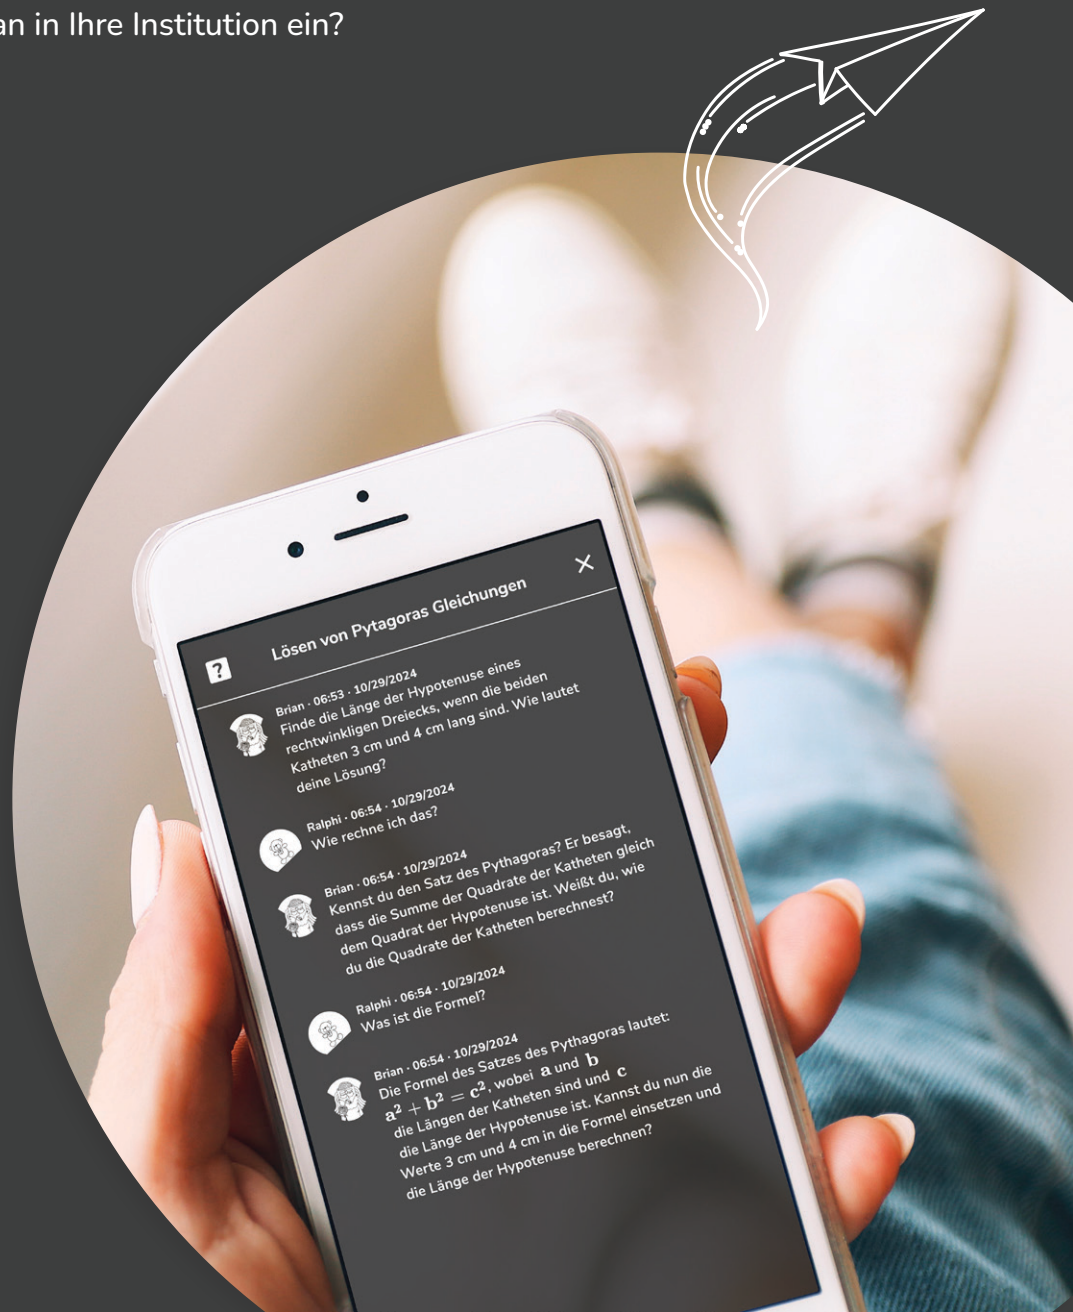 an in Ihre Institution ein?
?
Lösen von Pytagoras Gleichungen
Brian · 06:53 · 10/29/2024
Finde die Länge der Hypotenuse eines
rechtwinkligen Dreiecks, wenn die beiden
Katheten 3 cm und 4 cm lang sind. Wie lautet
deine Lösung?
Ralphi · 06:54 · 10/29/2024
Wie rechne ich das?
Brian · 06:54 · 10/29/2024
Kennst du den Satz des Pythagoras? Er besagt,
dass die Summe der Quadrate der Katheten gleich
dem Quadrat der Hypotenuse ist. Weißt du, wie
du die Quadrate der Katheten berechnest?
Ralphi · 06:54 · 10/29/2024
Was ist die Formel?
Brian · 06:54 · 10/29/2024
Die Formel des Satzes des Pythagoras lautet:
a² + b² = c², wobei a und b
die Längen der Katheten sind und c
die Länge der Hypotenuse ist. Kannst du nun die
Werte 3 cm und 4 cm in die Formel einsetzen und
die Länge der Hypotenuse berechnen?